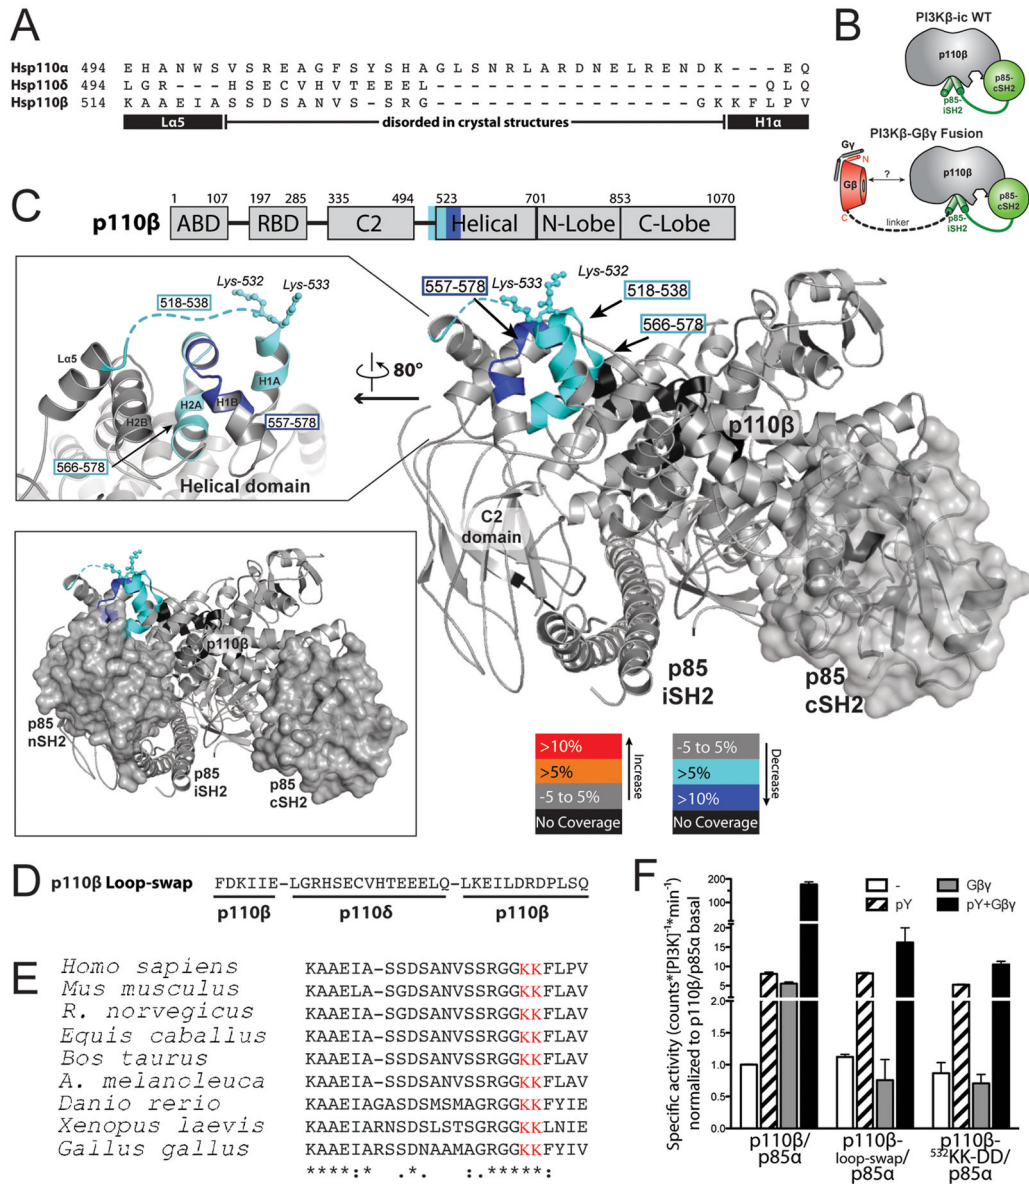 A
Hsp110α 494 E H A N W S V S R E A G F S Y S H A G L S N R L A R D N E L R E N D K - - - E Q
Hsp110δ 494 L G R - - - H S E C V H V T E E E L - - - - - - - - - - - - - - - - - - - - Q L
Hsp110β 514 K A A E I A S S D S A N V S - S R G - - - - - - - - - - - - - - - G K K F L P V
Lα5 disorded in crystal structures H1α
B
PI3Kβ-ic WT
p110β
p85-cSH2
p85-iSH2
PI3Kβ-Gβγ Fusion
Gγ
N
Gβ
C
?
p110β
p85-cSH2
p85-iSH2
linker
C
1 107 197 285 335 494 523 701 853 1070
p110β ABD RBD C2 Helical N-Lobe C-Lobe
Lys-532
Lys-533
518-538
Lα5
H1A
H2A
H1B
H2B
557-578
566-578
Helical domain
80°
557-578
Lys-533
Lys-532
518-538
566-578
p110β
C2 domain
p85 iSH2
p85 cSH2
p110β
p85 nSH2
p85 iSH2
p85 cSH2
>10%
>5%
-5 to 5%
No Coverage
Increase
-5 to 5%
>5%
>10%
No Coverage
Decrease
D
p110β Loop-swap FDKIIE-LGRHSECVHTEEELQ-LKEILDRDPLSQ
p110β p110δ p110β
E
Homo sapiens KAAEIA-SSDSANVSSRGGKKFLPV
Mus musculus KAAELA-SGDSANVSSRGGKKFLAV
R. norvegicus KAAEIA-SGDSANVSSRGGKKFLAV
Equis caballus KAAEIA-SSDSANVSSRGGKKFLAV
Bos taurus KAAEIA-SSDSANVSSRGGKKFLAV
A. melanoleuca KAAEIA-SSDSANVSSRGGKKFLAV
Danio rerio KAAEIAGASDSMSMAGRGGKKFYIE
Xenopus laevis KAAEIARNSDSLSTSGRGGKKLNIE
Gallus gallus KAAEIARSSDNAAMAGRGGKKFYIV
****:* .*. :.*****:
F
Specific activity (counts*[PI3K]⁻¹*min⁻¹)
normalized to p110β/p85α basal
200
150
100
50
20
15
10
5
2.0
1.5
1.0
0.5
0.0
-
pY
Gβγ
pY+Gβγ
p110β/p85α
p110β-loop-swap/p85α
p110β-⁵³²KK-DD/p85α